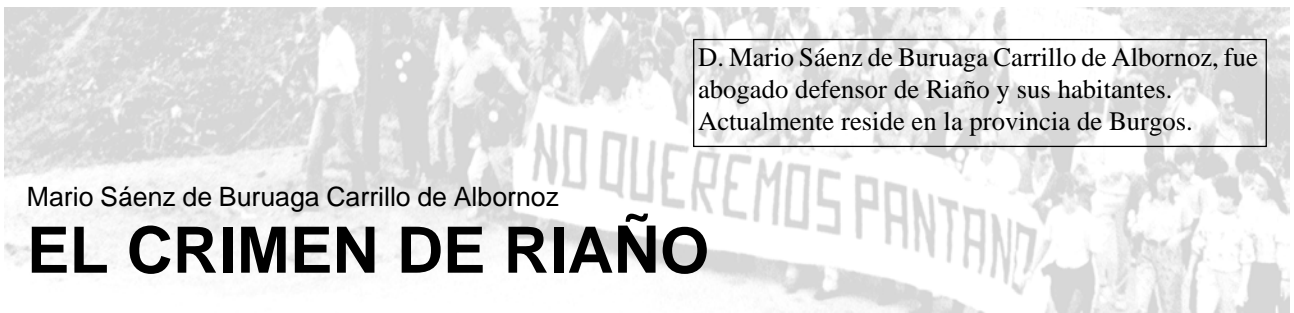 D. Mario Sáenz de Buruaga Carrillo de Albornoz, fue
abogado defensor de Riaño y sus habitantes.
Actualmente reside en la provincia de Burgos.
NO QUEREMOS PANTANO
Mario Sáenz de Buruaga Carrillo de Albornoz
EL CRIMEN DE RIAÑO